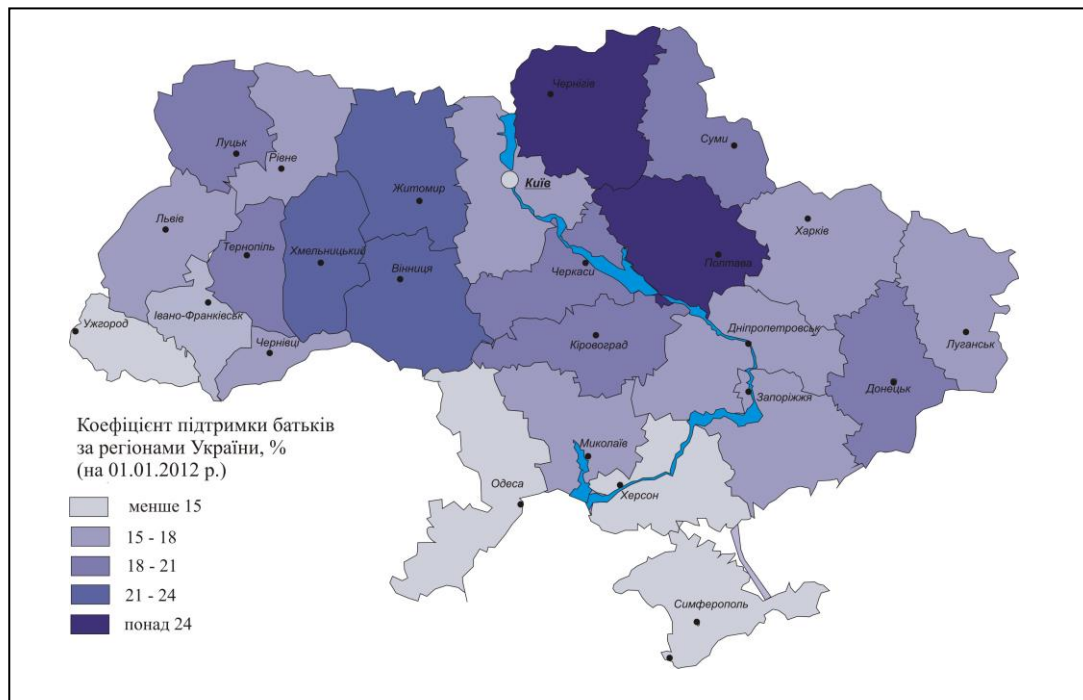 Чернігів
Суми
Луцьк
Рівне
Київ
Житомир
Львів
Харків
Тернопіль
Хмельницький
Полтава
Вінниця
Черкаси
Івано-Франківськ
Ужгород
Дніпропетровськ
Кіровоград
Луганськ
Чернівці
Донецьк
Запоріжжя
Миколаїв
Одеса
Херсон
Симферополь
Коефіцієнт підтримки батьків
за регіонами України, %
(на 01.01.2012 р.)
менше 15
15 - 18
18 - 21
21 - 24
понад 24